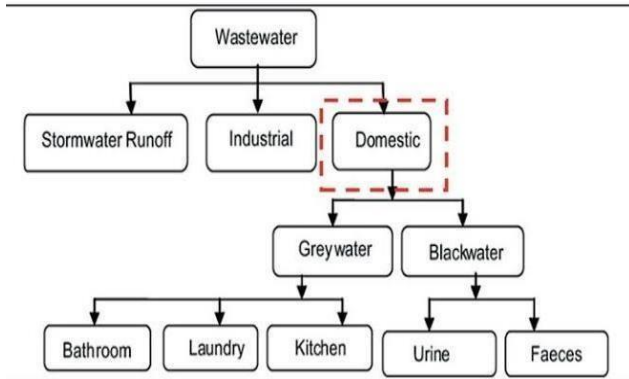 Wastewater
Stormwater Runoff
Industrial
Domestic
Greywater
Blackwater
Bathroom
Laundry
Kitchen
Urine
Faeces